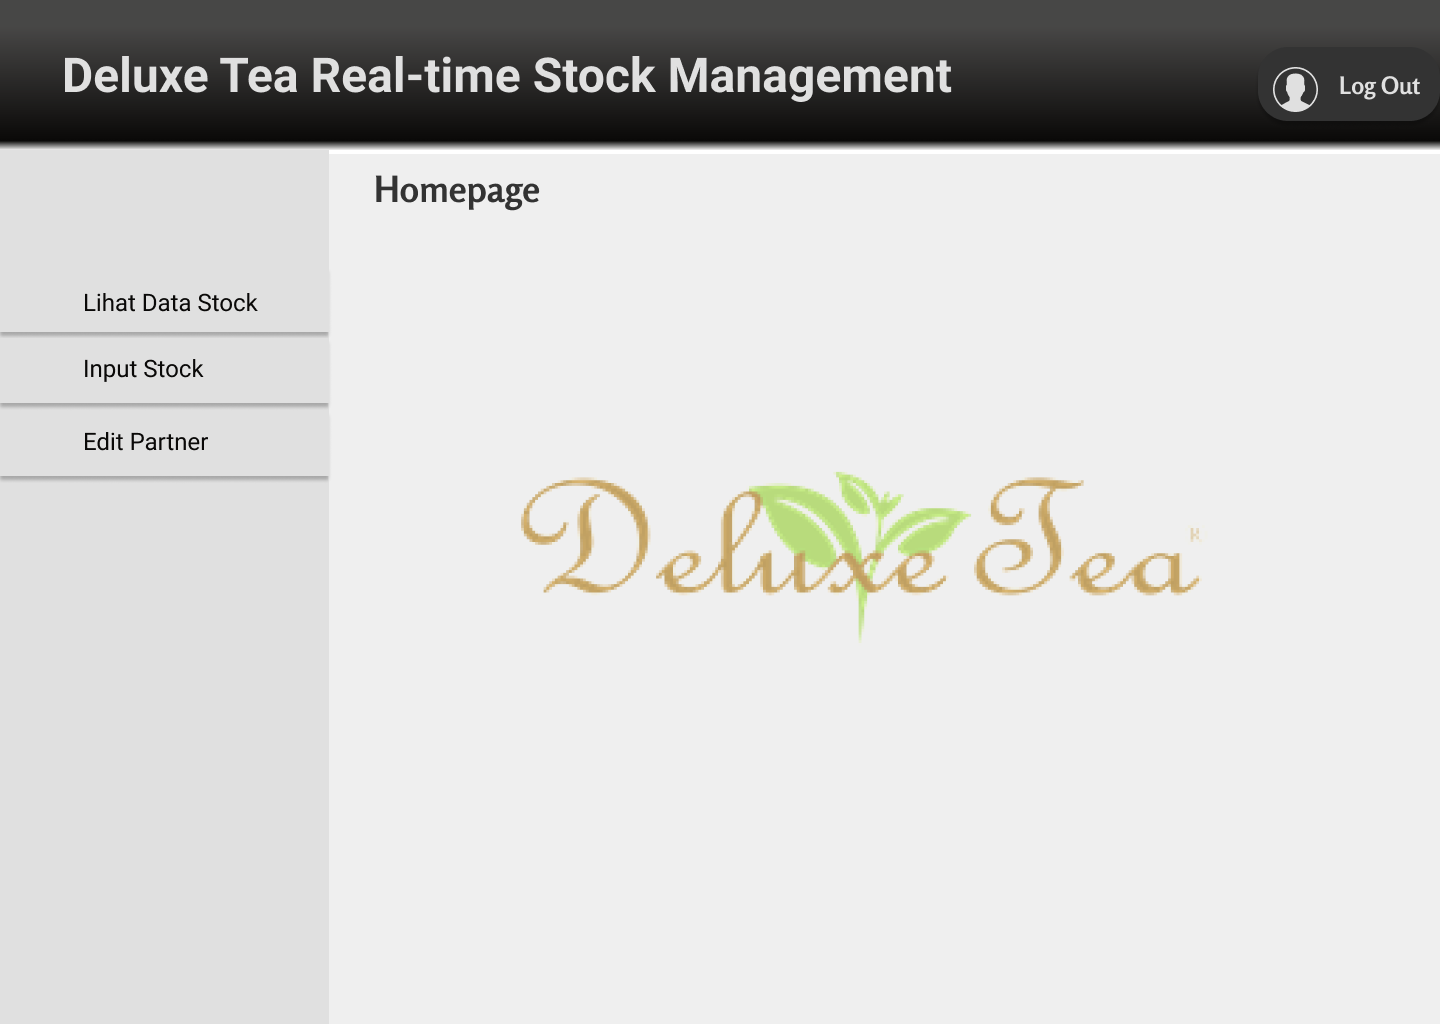 Deluxe Tea Real-time Stock Management
Log Out
Homepage
Lihat Data Stock
Input Stock
Edit Partner
Deluxe Tea ®